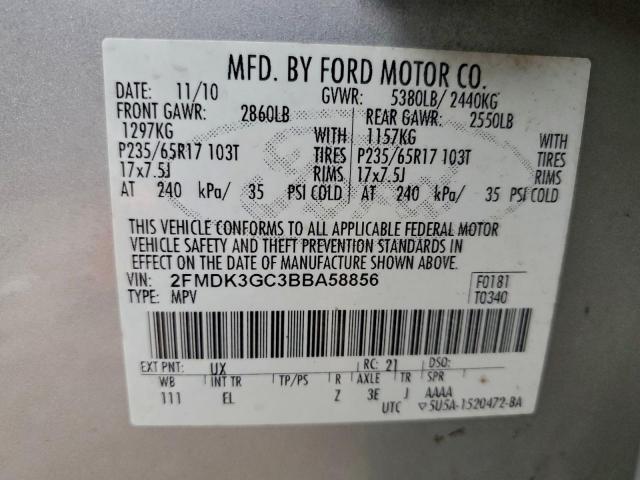 MFD. BY FORD MOTOR CO.
DATE: 11/10 GVWR: 5380LB/ 2440KG
FRONT GAWR: 2860LB REAR GAWR: 2550LB
1297KG WITH 1157KG WITH
P235/65R17 103T TIRES P235/65R17 103T TIRES
17x7.5J RIMS 17x7.5J RIMS
AT 240 kPa/ 35 PSI COLD AT 240 kPa/ 35 PSI COLD
THIS VEHICLE CONFORMS TO ALL APPLICABLE FEDERAL MOTOR
VEHICLE SAFETY AND THEFT PREVENTION STANDARDS IN
EFFECT ON THE DATE OF MANUFACTURE SHOWN ABOVE.
VIN: 2FMDK3GC3BBA58856 F0181
TYPE: MPV T0340
EXT PNT: UX RC: 21 DSO:
WB INT TR TP/PS R AXLE TR SPR
111 EL Z 3E J AAAA
UTC ▽5U5A-1520472-BA